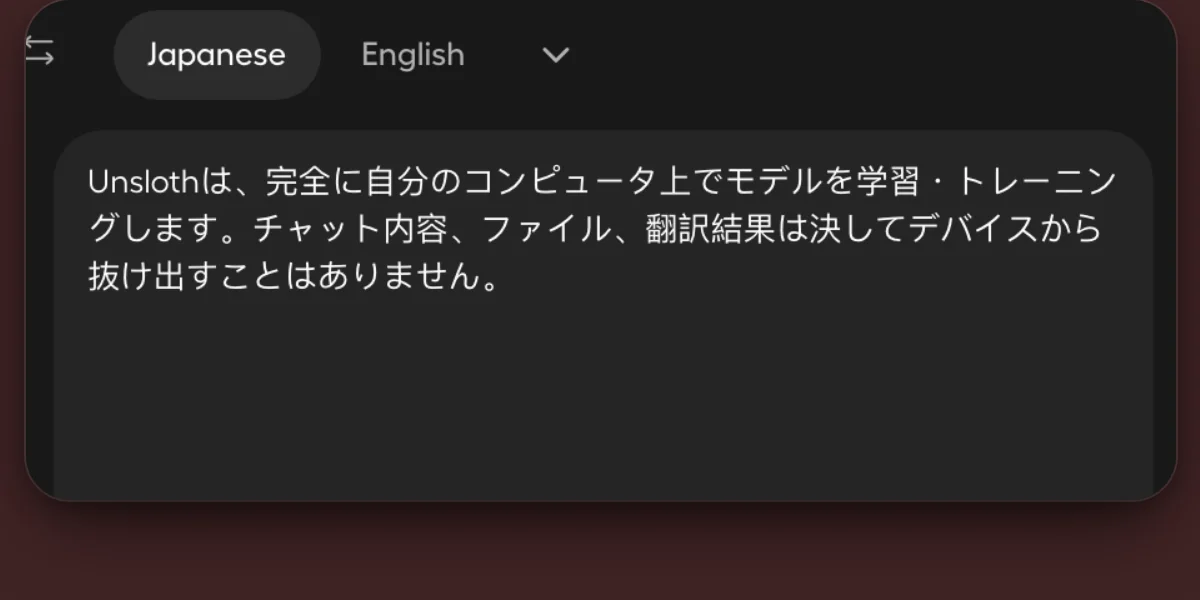 Japanese English
Unslothは、完全に自分のコンピュータ上でモデルを学習・トレーニン
グします。チャット内容、ファイル、翻訳結果は決してデバイスから
抜け出すことはありません。